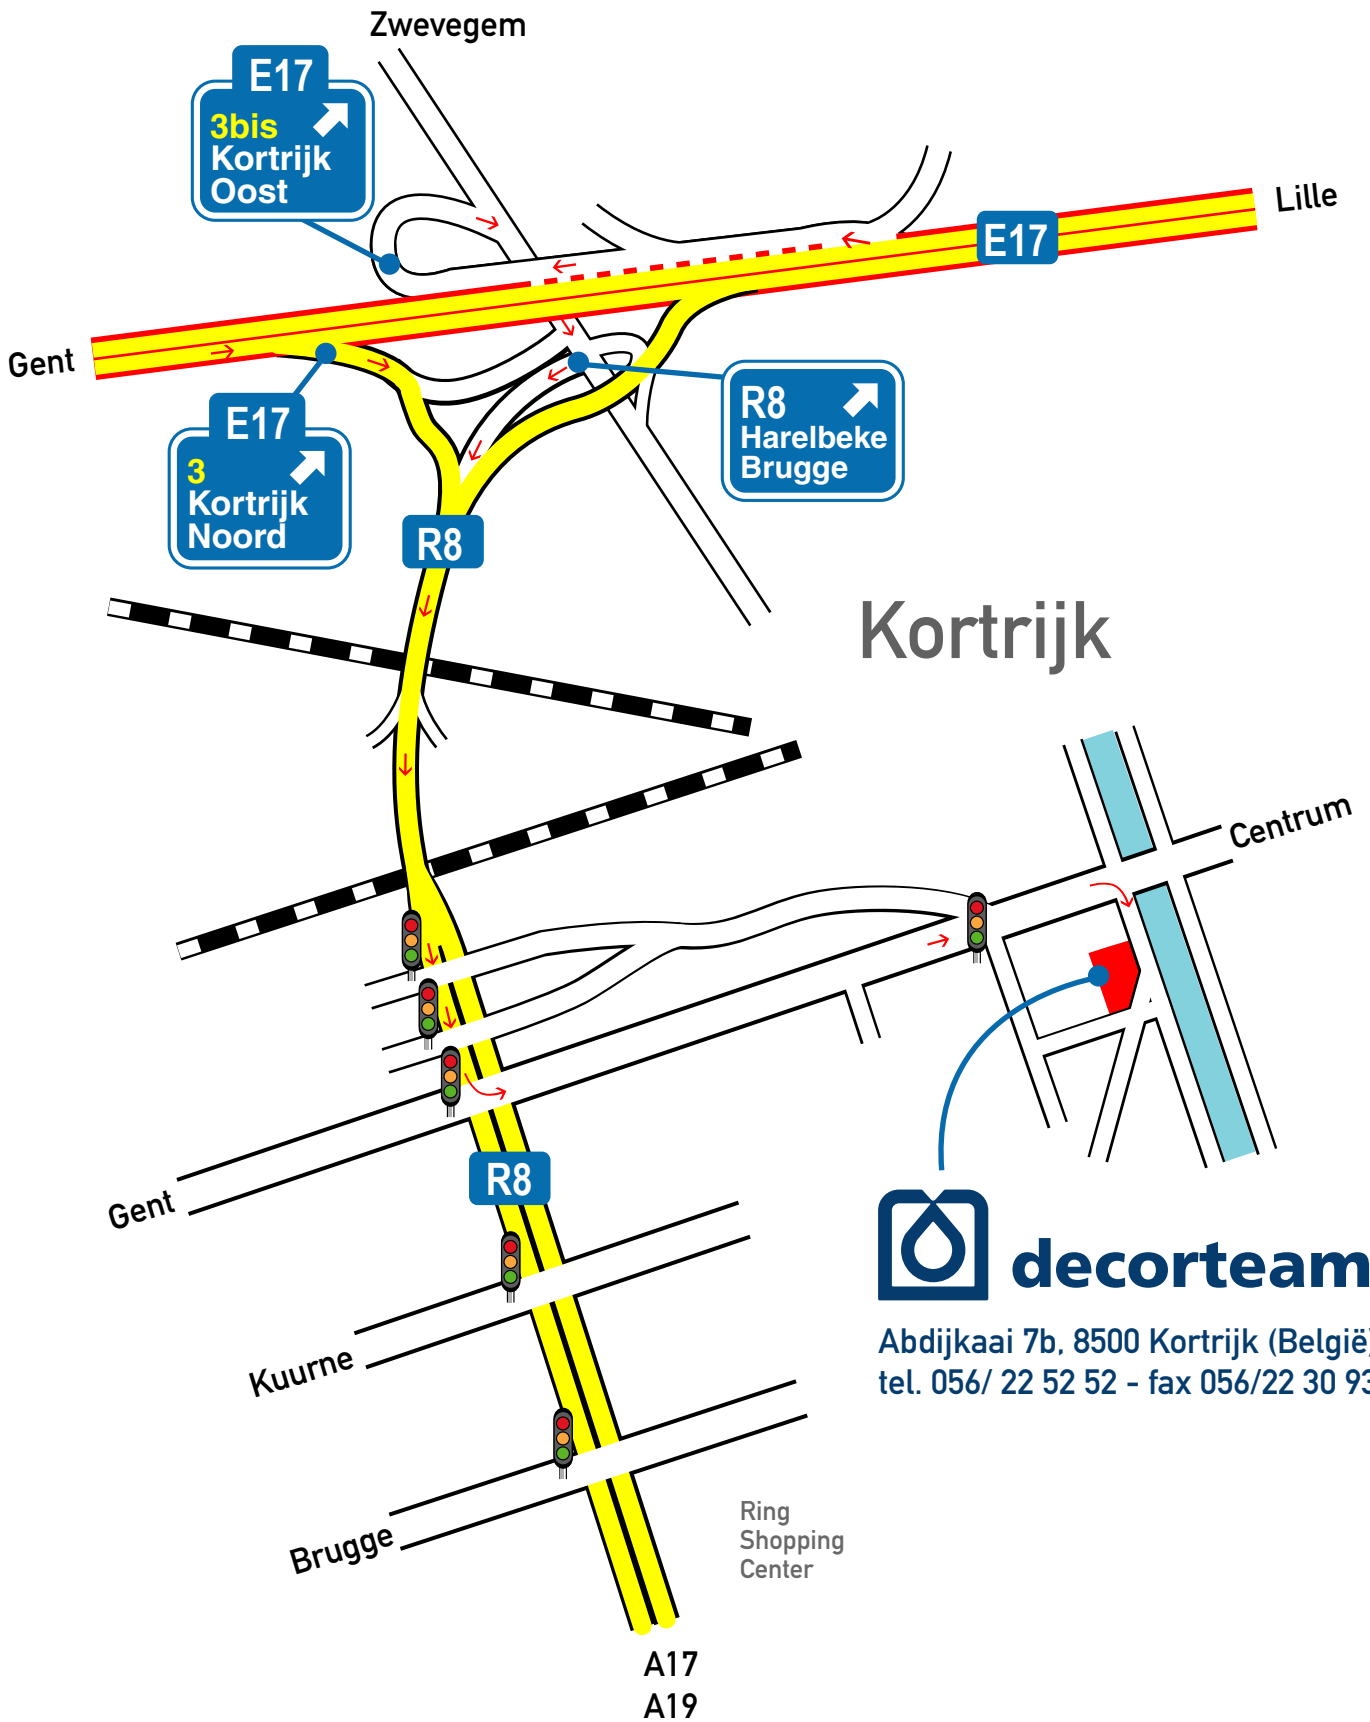 Zwevegem
E17
3bis
Kortrijk
Oost
Lille
E17
Gent
E17
3
Kortrijk
Noord
R8
Harelbeke
Brugge
R8
Kortrijk
Centrum
Gent
R8
decorteam
Abdijkaai 7b, 8500 Kortrijk (België)
tel. 056/ 22 52 52 - fax 056/22 30 93
Kuurne
Brugge
Ring
Shopping
Center
A17
A19